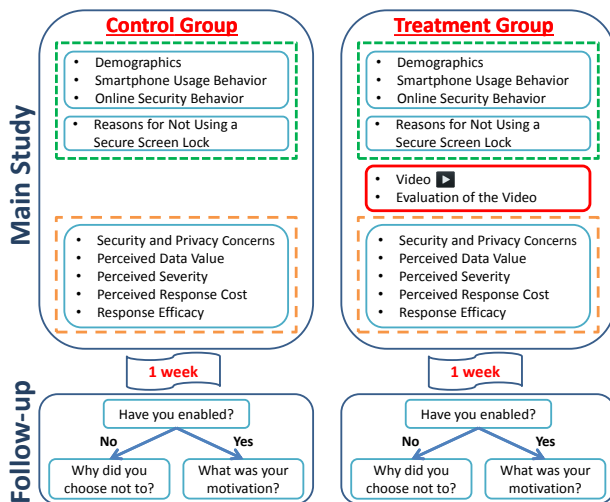 Main Study
Control Group
• Demographics
• Smartphone Usage Behavior
• Online Security Behavior
• Reasons for Not Using a
Secure Screen Lock
• Security and Privacy Concerns
• Perceived Data Value
• Perceived Severity
• Perceived Response Cost
• Response Efficacy
Treatment Group
• Demographics
• Smartphone Usage Behavior
• Online Security Behavior
• Reasons for Not Using a
Secure Screen Lock
• Video
• Evaluation of the Video
• Security and Privacy Concerns
• Perceived Data Value
• Perceived Severity
• Perceived Response Cost
• Response Efficacy
1 week
1 week
Follow-up
Have you enabled?
No
Yes
Why did you
choose not to?
What was your
motivation?
Have you enabled?
No
Yes
Why did you
choose not to?
What was your
motivation?